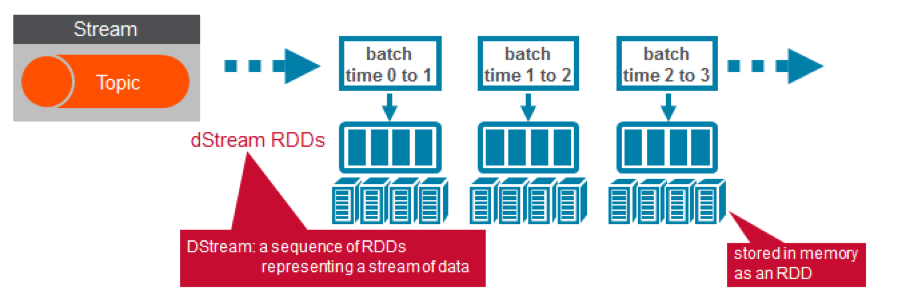 Stream
Topic
batch
time 0 to 1
batch
time 1 to 2
batch
time 2 to 3
dStream RDDs
DStream: a sequence of RDDs
representing a stream of data
stored in memory
as an RDD